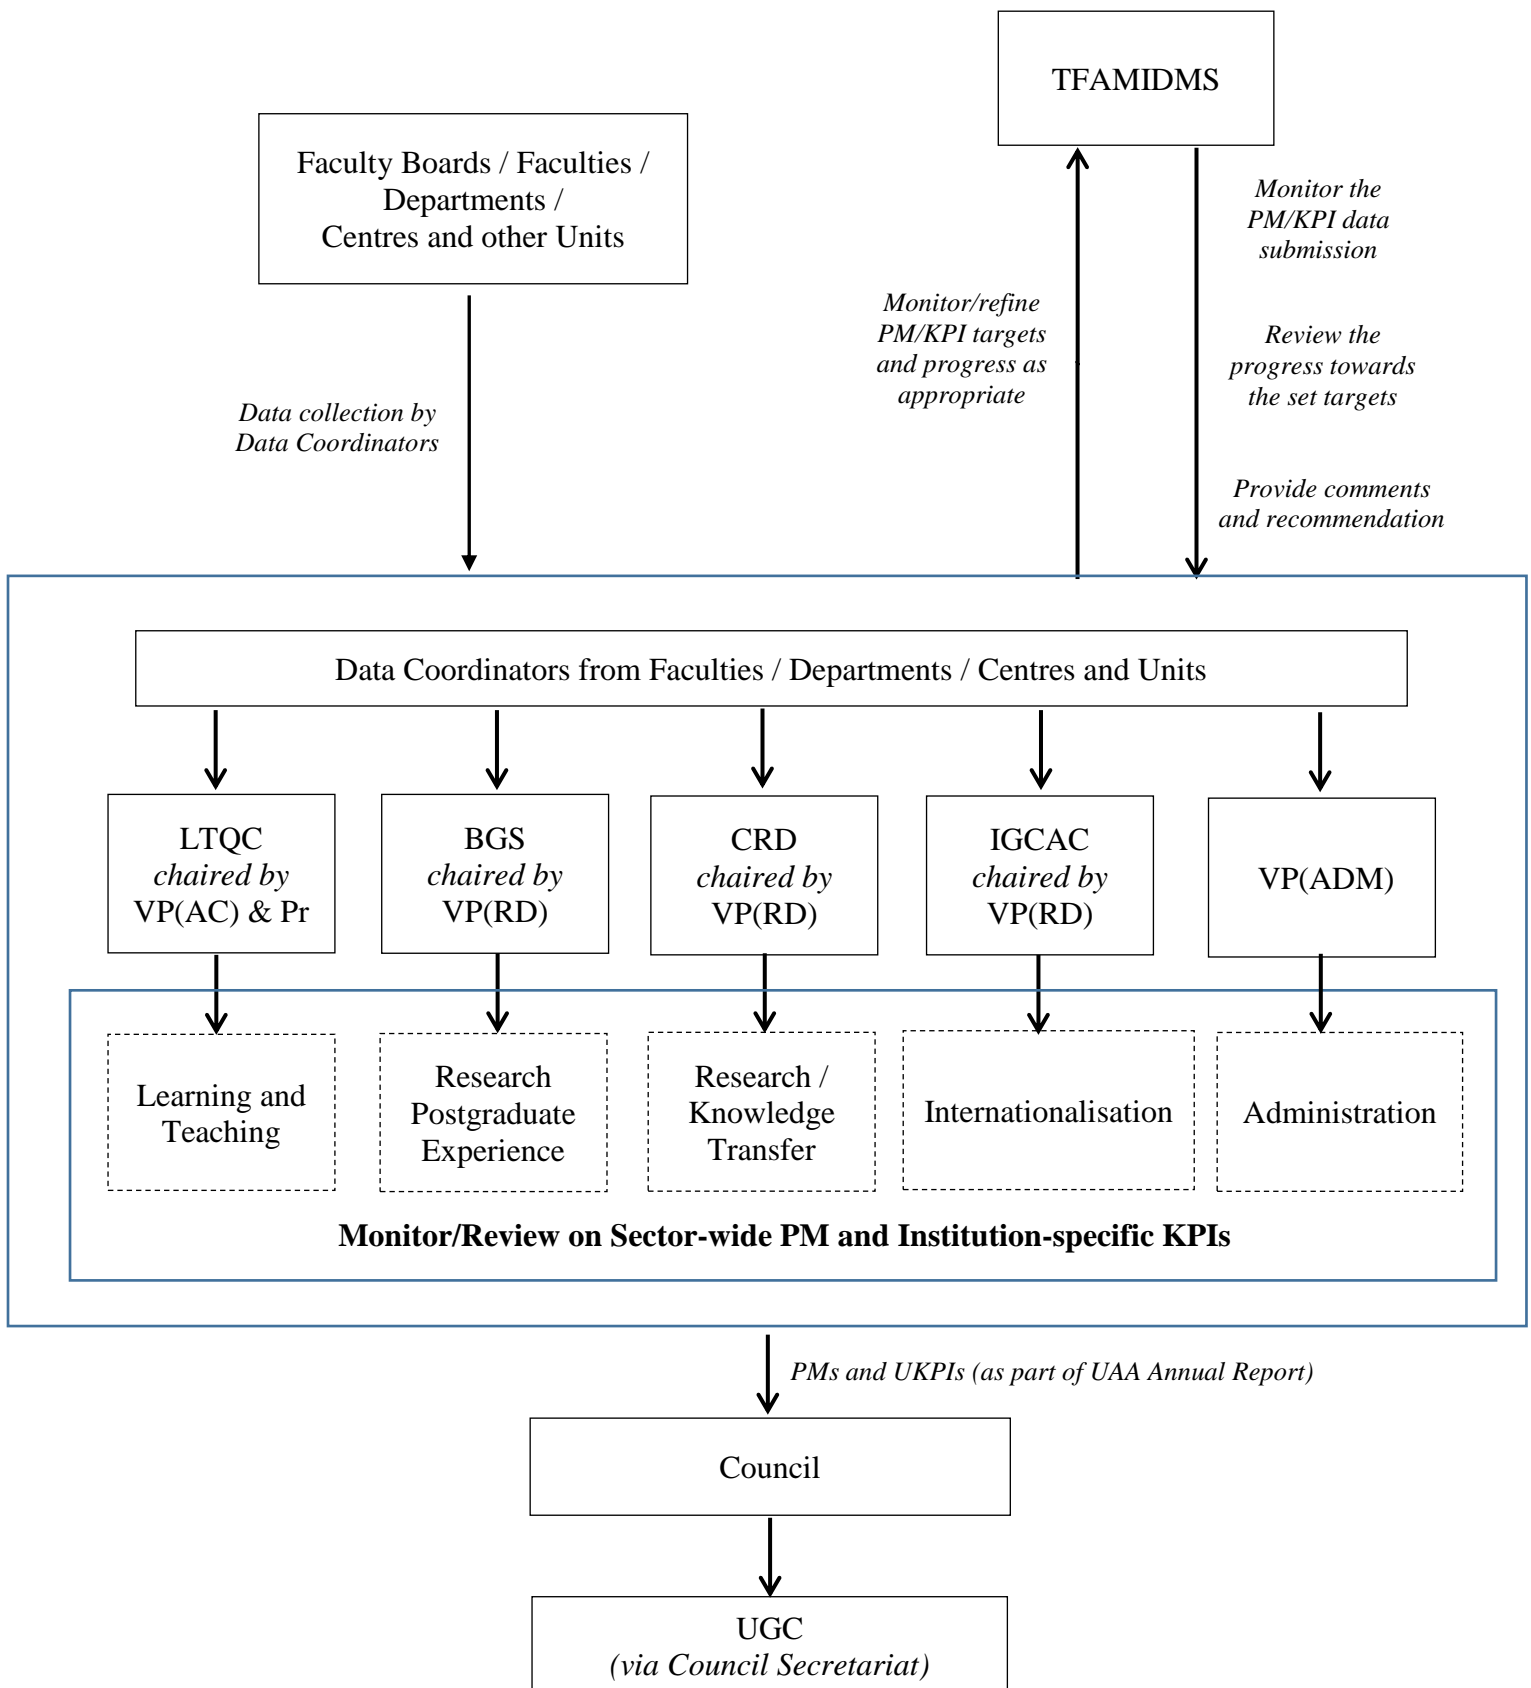 TFAMIDMS
Faculty Boards / Faculties /
Departments /
Centres and other Units
Monitor the
PM/KPI data
submission
Monitor/refine
PM/KPI targets
and progress as
appropriate
Review the
progress towards
the set targets
Data collection by
Data Coordinators
Provide comments
and recommendation
Data Coordinators from Faculties / Departments / Centres and Units
LTQC
chaired by
VP(AC) & Pr
BGS
chaired by
VP(RD)
CRD
chaired by
VP(RD)
IGCAC
chaired by
VP(RD)
VP(ADM)
Learning and
Teaching
Research
Postgraduate
Experience
Research /
Knowledge
Transfer
Internationalisation
Administration
Monitor/Review on Sector-wide PM and Institution-specific KPIs
PMs and UKPIs (as part of UAA Annual Report)
Council
UGC
(via Council Secretariat)